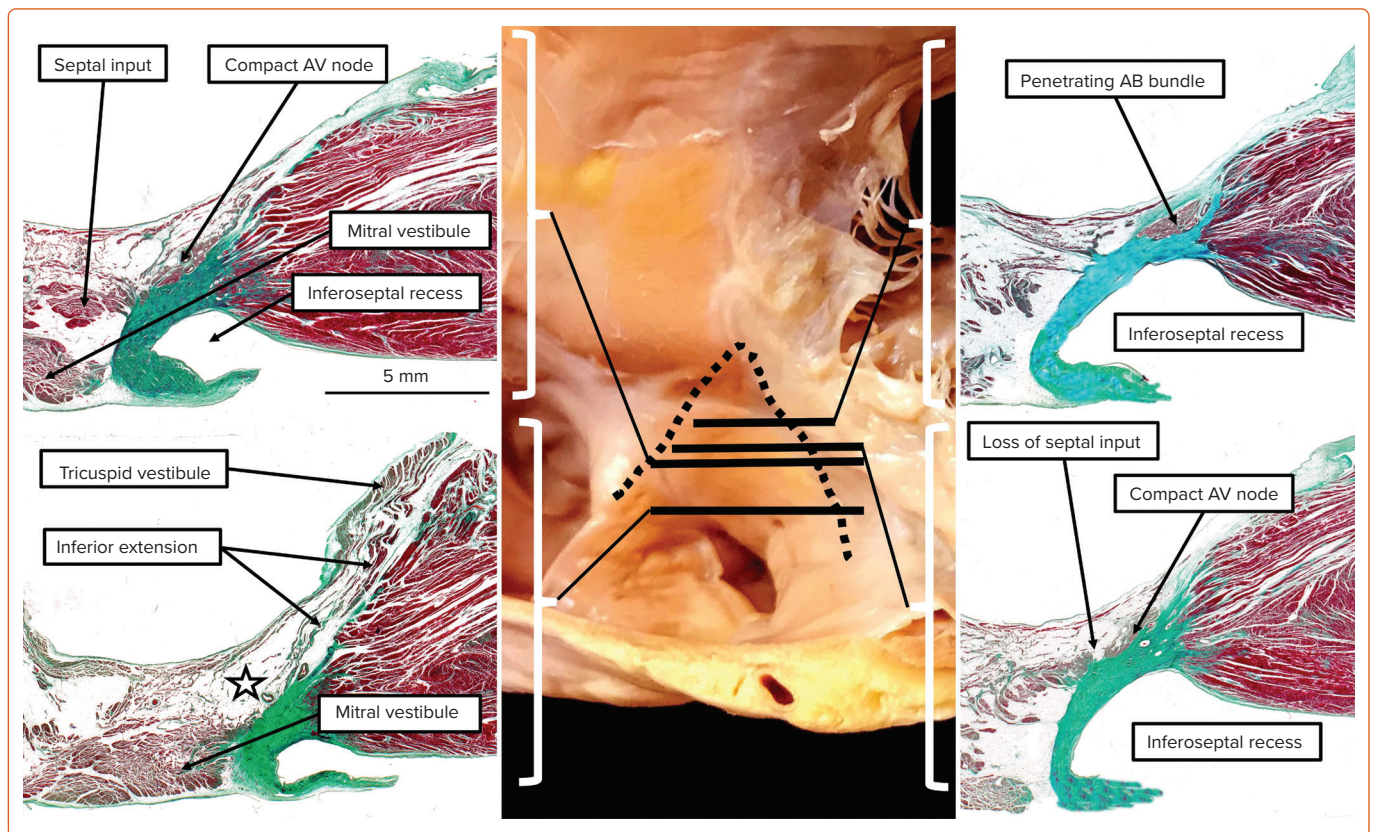 Septal input
Compact AV node
Mitral vestibule
Inferoseptal recess
5 mm
Tricuspid vestibule
Inferior extension
Mitral vestibule
Penetrating AB bundle
Inferoseptal recess
Loss of septal input
Compact AV node
Inferoseptal recess